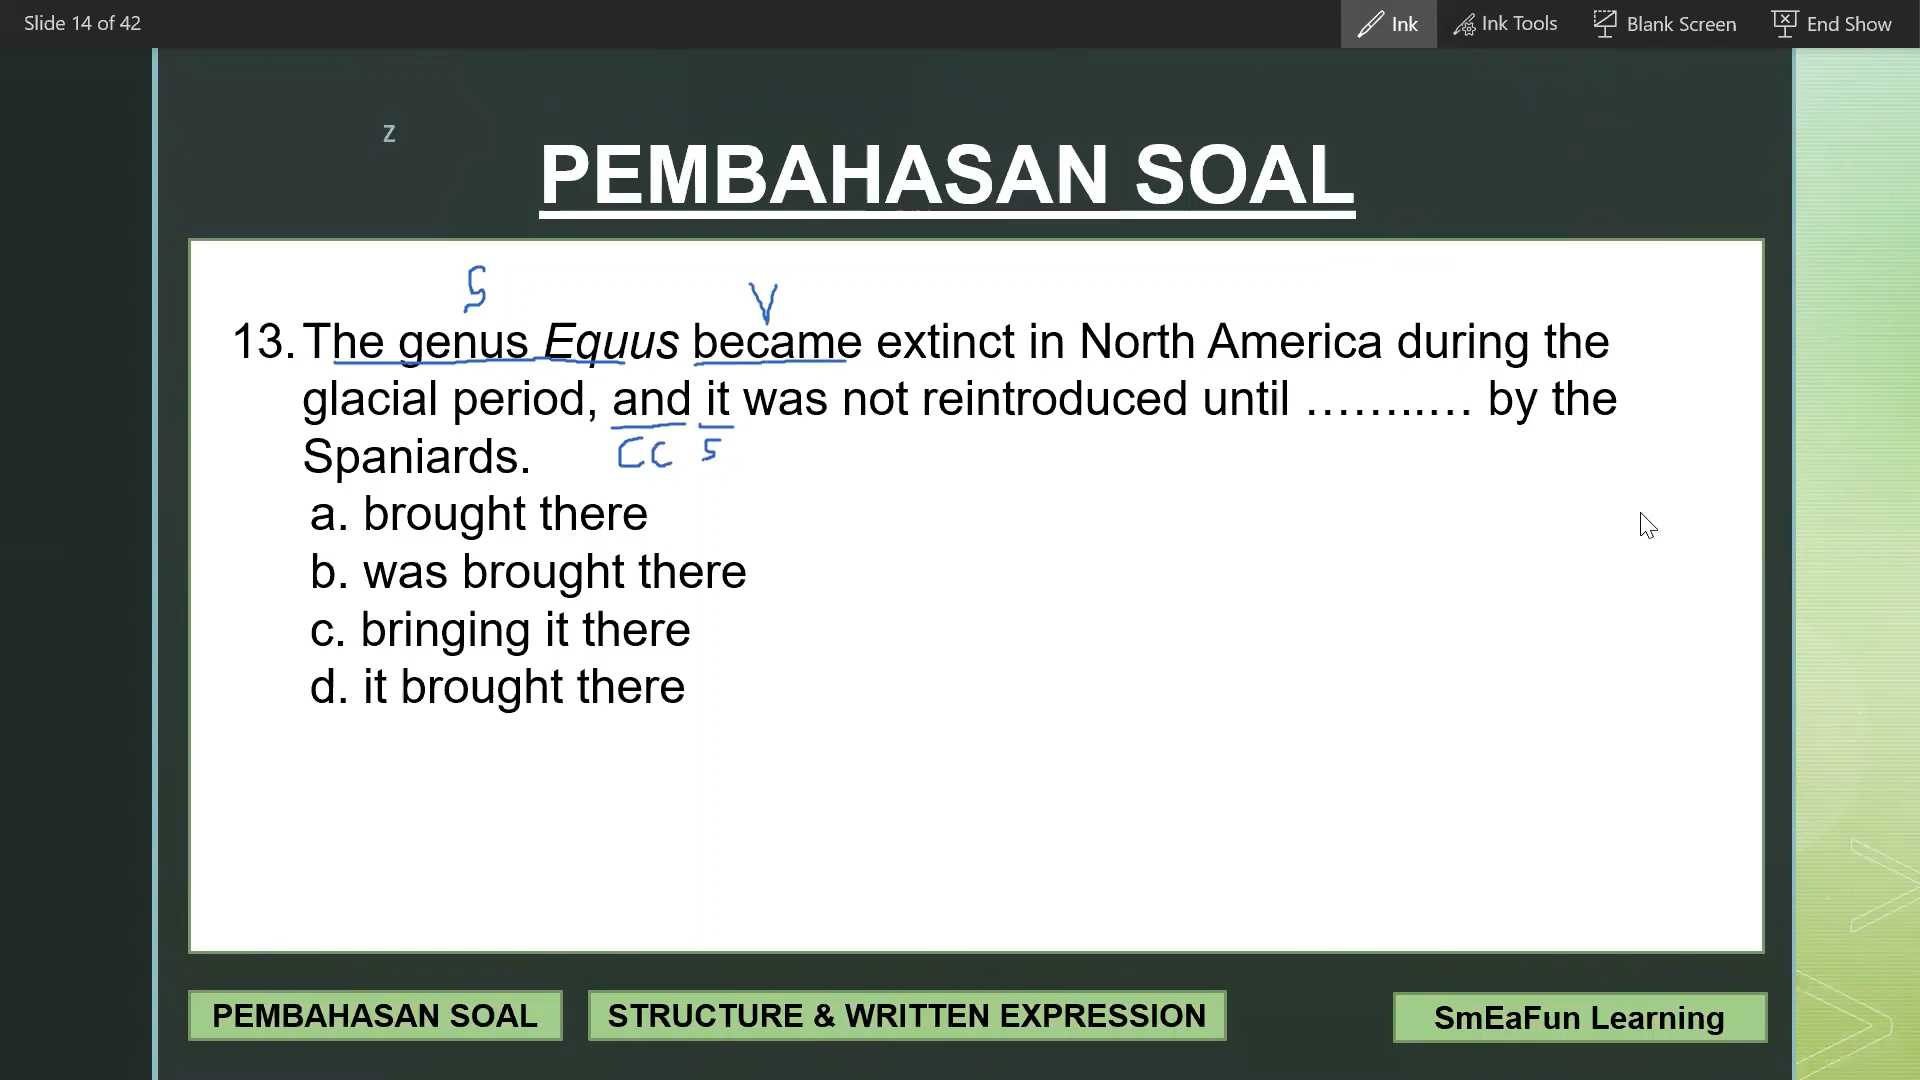 Slide 14 of 42
Ink
Ink Tools
Blank Screen
End Show
z
PEMBAHASAN SOAL
S
V
13. The genus Equus became extinct in North America during the
glacial period, and it was not reintroduced until ……..… by the
CC S
Spaniards.
a. brought there
b. was brought there
c. bringing it there
d. it brought there
PEMBAHASAN SOAL
STRUCTURE & WRITTEN EXPRESSION
SmEaFun Learning